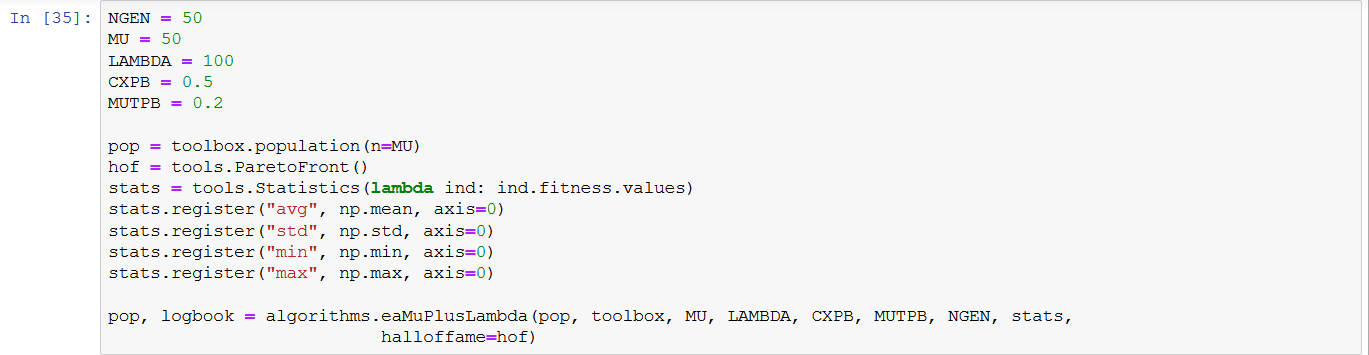 In [35]: NGEN = 50
MU = 50
LAMBDA = 100
CXPB = 0.5
MUTPB = 0.2
pop = toolbox.population(n=MU)
hof = tools.ParetoFront()
stats = tools.Statistics(lambda ind: ind.fitness.values)
stats.register("avg", np.mean, axis=0)
stats.register("std", np.std, axis=0)
stats.register("min", np.min, axis=0)
stats.register("max", np.max, axis=0)
pop, logbook = algorithms.eaMuPlusLambda(pop, toolbox, MU, LAMBDA, CXPB, MUTPB, NGEN, stats,
halloffame=hof)